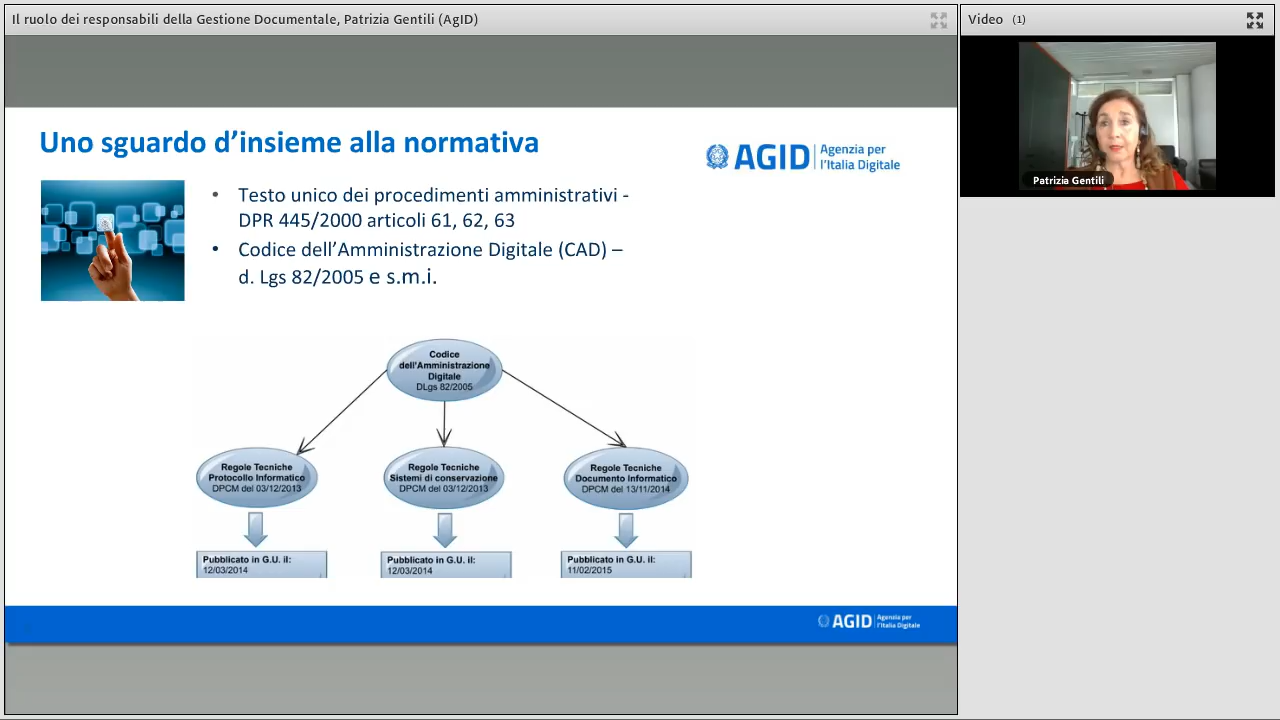 Il ruolo dei responsabili della Gestione Documentale, Patrizia Gentili (AgID)
Video (1)
Patrizia Gentili
Uno sguardo d’insieme alla normativa
AGID
Agenzia per
l’Italia Digitale
• Testo unico dei procedimenti amministrativi -
DPR 445/2000 articoli 61, 62, 63
• Codice dell’Amministrazione Digitale (CAD) –
d. Lgs 82/2005 e s.m.i.
Codice
dell’Amministrazione
Digitale
DLgs 82/2005
Regole Tecniche
Protocollo Informatico
DPCM del 03/12/2013
Regole Tecniche
Sistemi di conservazione
DPCM del 03/12/2013
Regole Tecniche
Documento Informatico
DPCM del 13/11/2014
Pubblicato in G.U. il:
12/03/2014
Pubblicato in G.U. il:
12/03/2014
Pubblicato in G.U. il:
11/02/2015
AGID
Agenzia per
l’Italia Digitale